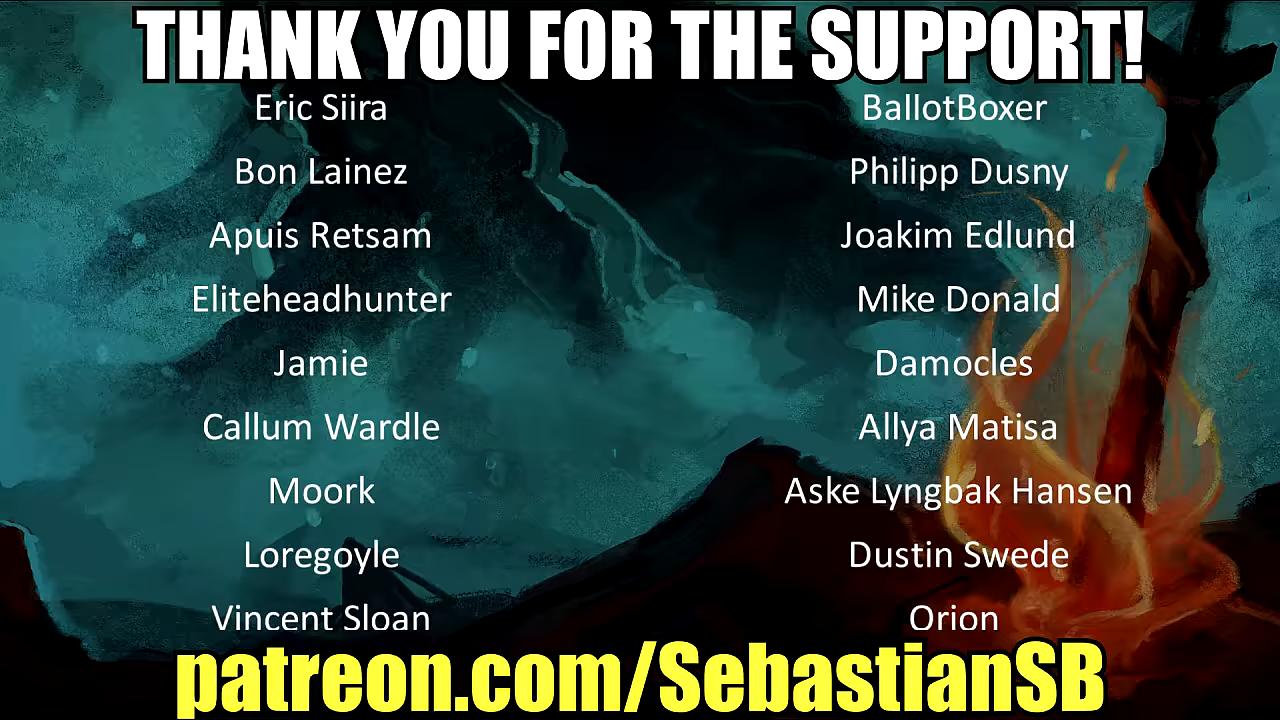 THANK YOU FOR THE SUPPORT!
Eric Siira
BallotBoxer
Bon Lainez
Philipp Dusny
Apuis Retsam
Joakim Edlund
Eliteheadhunter
Mike Donald
Jamie
Damocles
Callum Wardle
Allya Matisa
Moork
Aske Lyngbak Hansen
Loregoyle
Dustin Swede
Vincent Sloan
Orion
patreon.com/SebastianSB